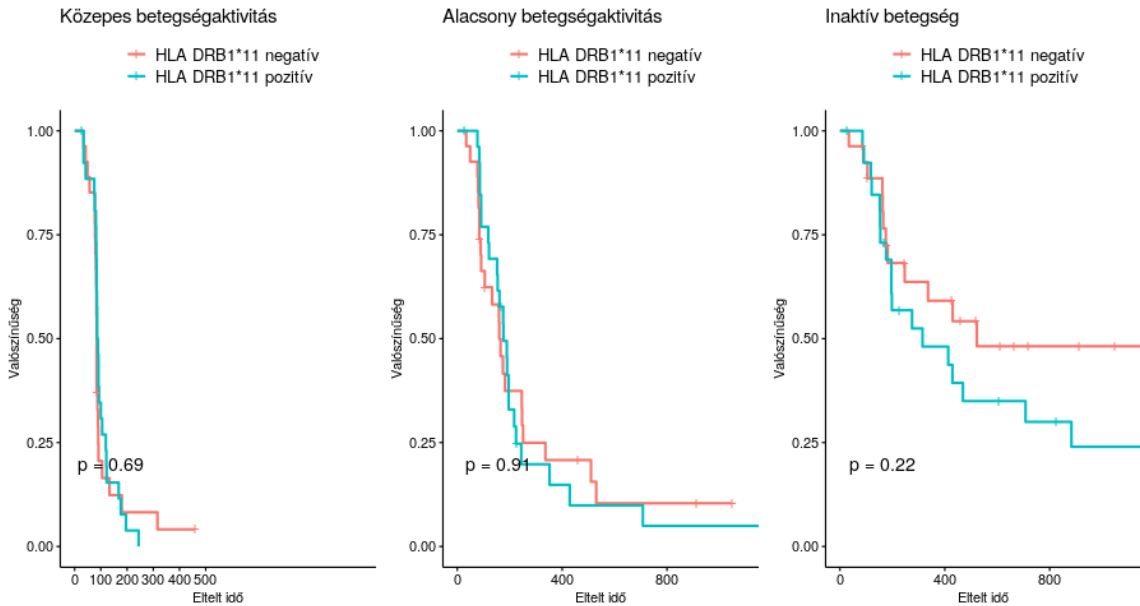 Közepes betegségaktivitás
HLA DRB1*11 negatív
HLA DRB1*11 pozitív
1.00
0.75
0.50
0.25
0.00
Valószínűség
p = 0.69
0 100 200 300 400 500
Eltelt idő
Alacsony betegségaktivitás
HLA DRB1*11 negatív
HLA DRB1*11 pozitív
1.00
0.75
0.50
0.25
0.00
Valószínűség
p = 0.91
0 400 800
Eltelt idő
Inaktív betegség
HLA DRB1*11 negatív
HLA DRB1*11 pozitív
1.00
0.75
0.50
0.25
0.00
Valószínűség
p = 0.22
0 400 800
Eltelt idő